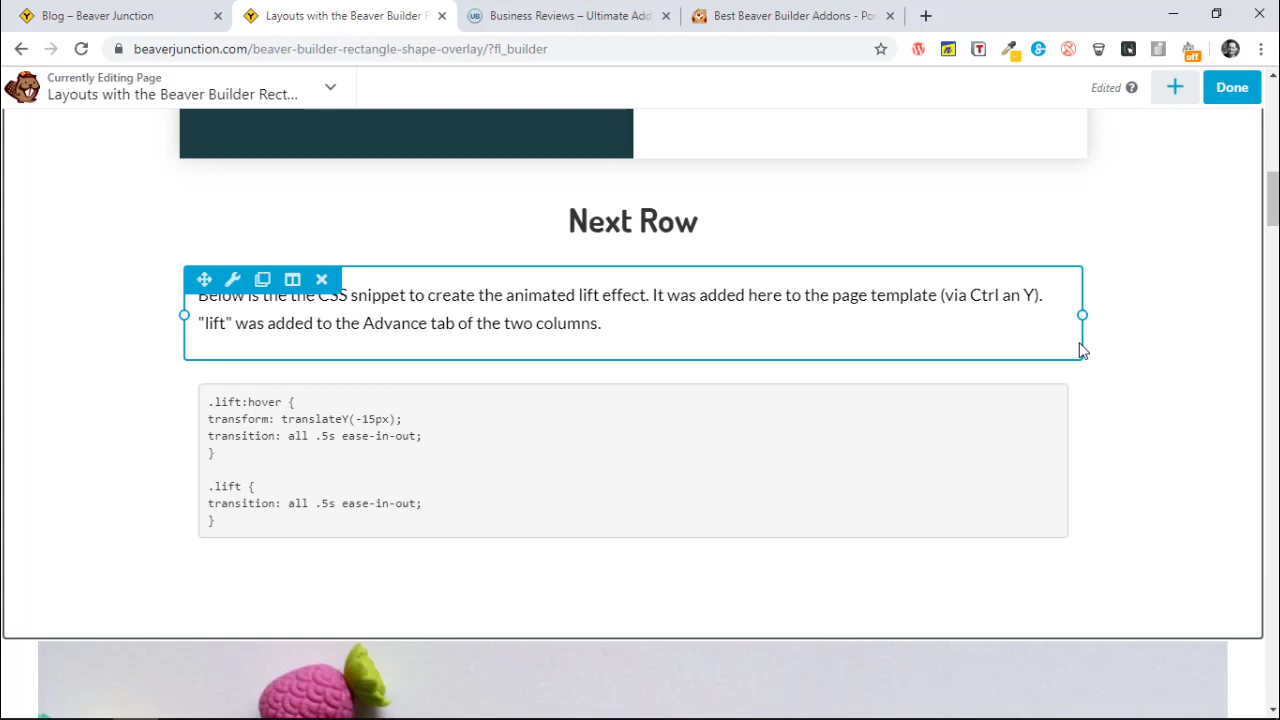 Blog – Beaver Junction
Layouts with the Beaver Builder R
Business Reviews – Ultimate Add
Best Beaver Builder Addons - Po
beaverjunction.com/beaver-builder-rectangle-shape-overlay/?fl_builder
off
Currently Editing Page
Layouts with the Beaver Builder Rect...
Edited
Done
Next Row
Below is the the CSS snippet to create the animated lift effect. It was added here to the page template (via Ctrl an Y).
"lift" was added to the Advance tab of the two columns.
.lift:hover {
transform: translateY(-15px);
transition: all .5s ease-in-out;
}
.lift {
transition: all .5s ease-in-out;
}